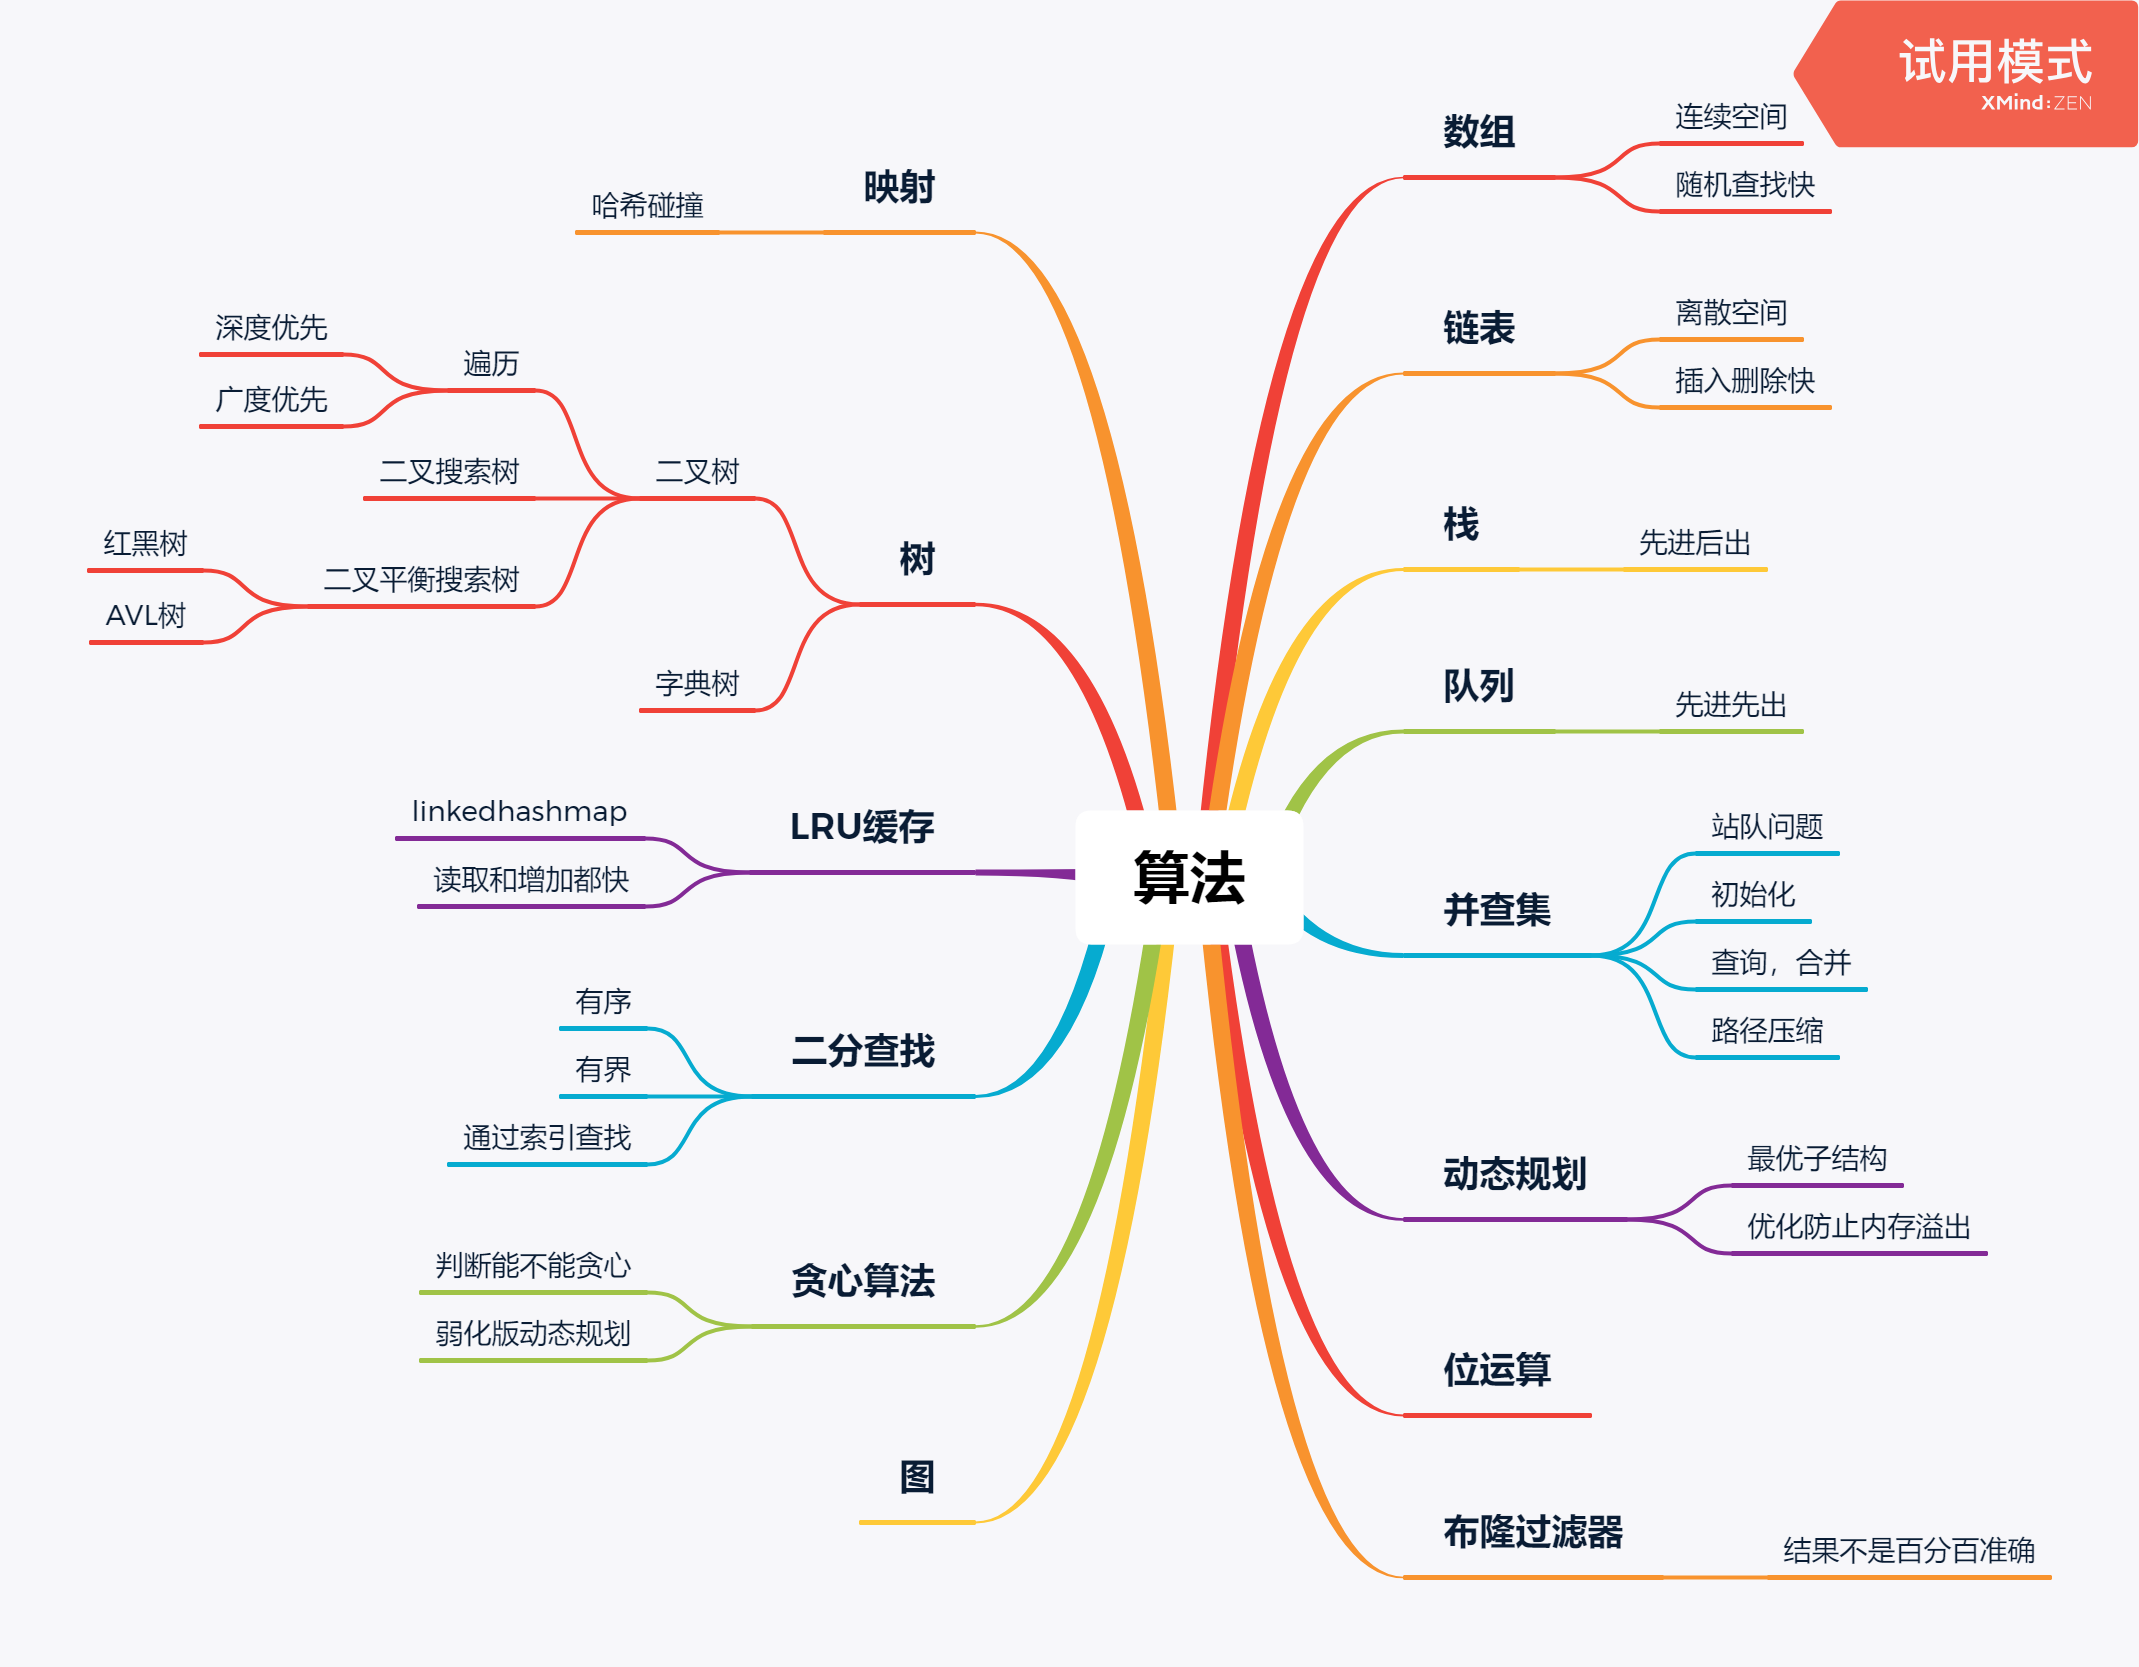 试用模式
XMind:ZEN
算法
数组
连续空间
随机查找快
链表
离散空间
插入删除快
栈
先进后出
队列
先进先出
并查集
站队问题
初始化
查询，合并
路径压缩
动态规划
最优子结构
优化防止内存溢出
位运算
布隆过滤器
结果不是百分百准确
映射
哈希碰撞
树
二叉树
遍历
深度优先
广度优先
二叉搜索树
二叉平衡搜索树
红黑树
AVL树
字典树
LRU缓存
linkedhashmap
读取和增加都快
二分查找
有序
有界
通过索引查找
贪心算法
判断能不能贪心
弱化版动态规划
图